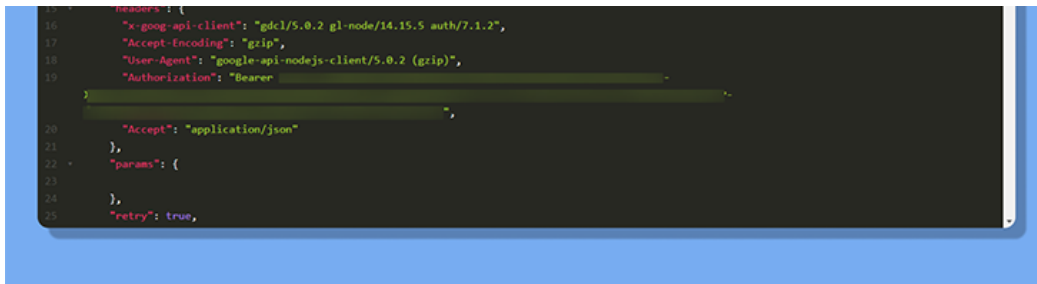 15 "headers": {
16 "x-goog-api-client": "gdcl/5.0.2 gl-node/14.15.5 auth/7.1.2",
17 "Accept-Encoding": "gzip",
18 "User-Agent": "google-api-nodejs-client/5.0.2 (gzip)",
19 "Authorization": "Bearer
",
20 "Accept": "application/json"
21 },
22 "params": {
23
24 },
25 "retry": true,